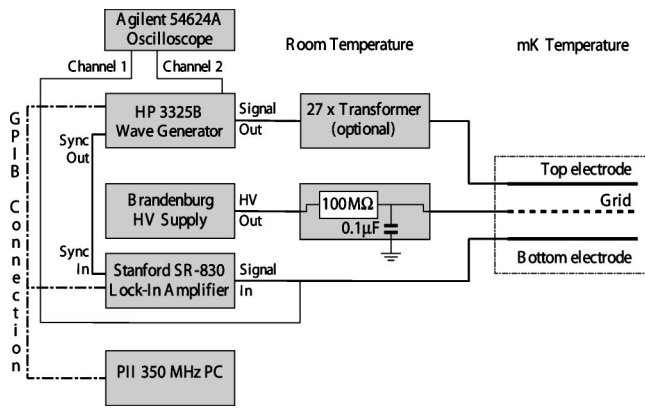 Agilent 54624A
Oscilloscope
Room Temperature
mK Temperature
Channel 1
Channel 2
GPIB Connection
HP 3325B
Wave Generator
Signal
Out
27 x Transformer
(optional)
Sync
Out
Top electrode
Brandenburg
HV Supply
HV
Out
100MΩ
0.1µF
Grid
Sync
In
Stanford SR-830
Lock-In Amplifier
Signal
In
Bottom electrode
PII 350 MHz PC